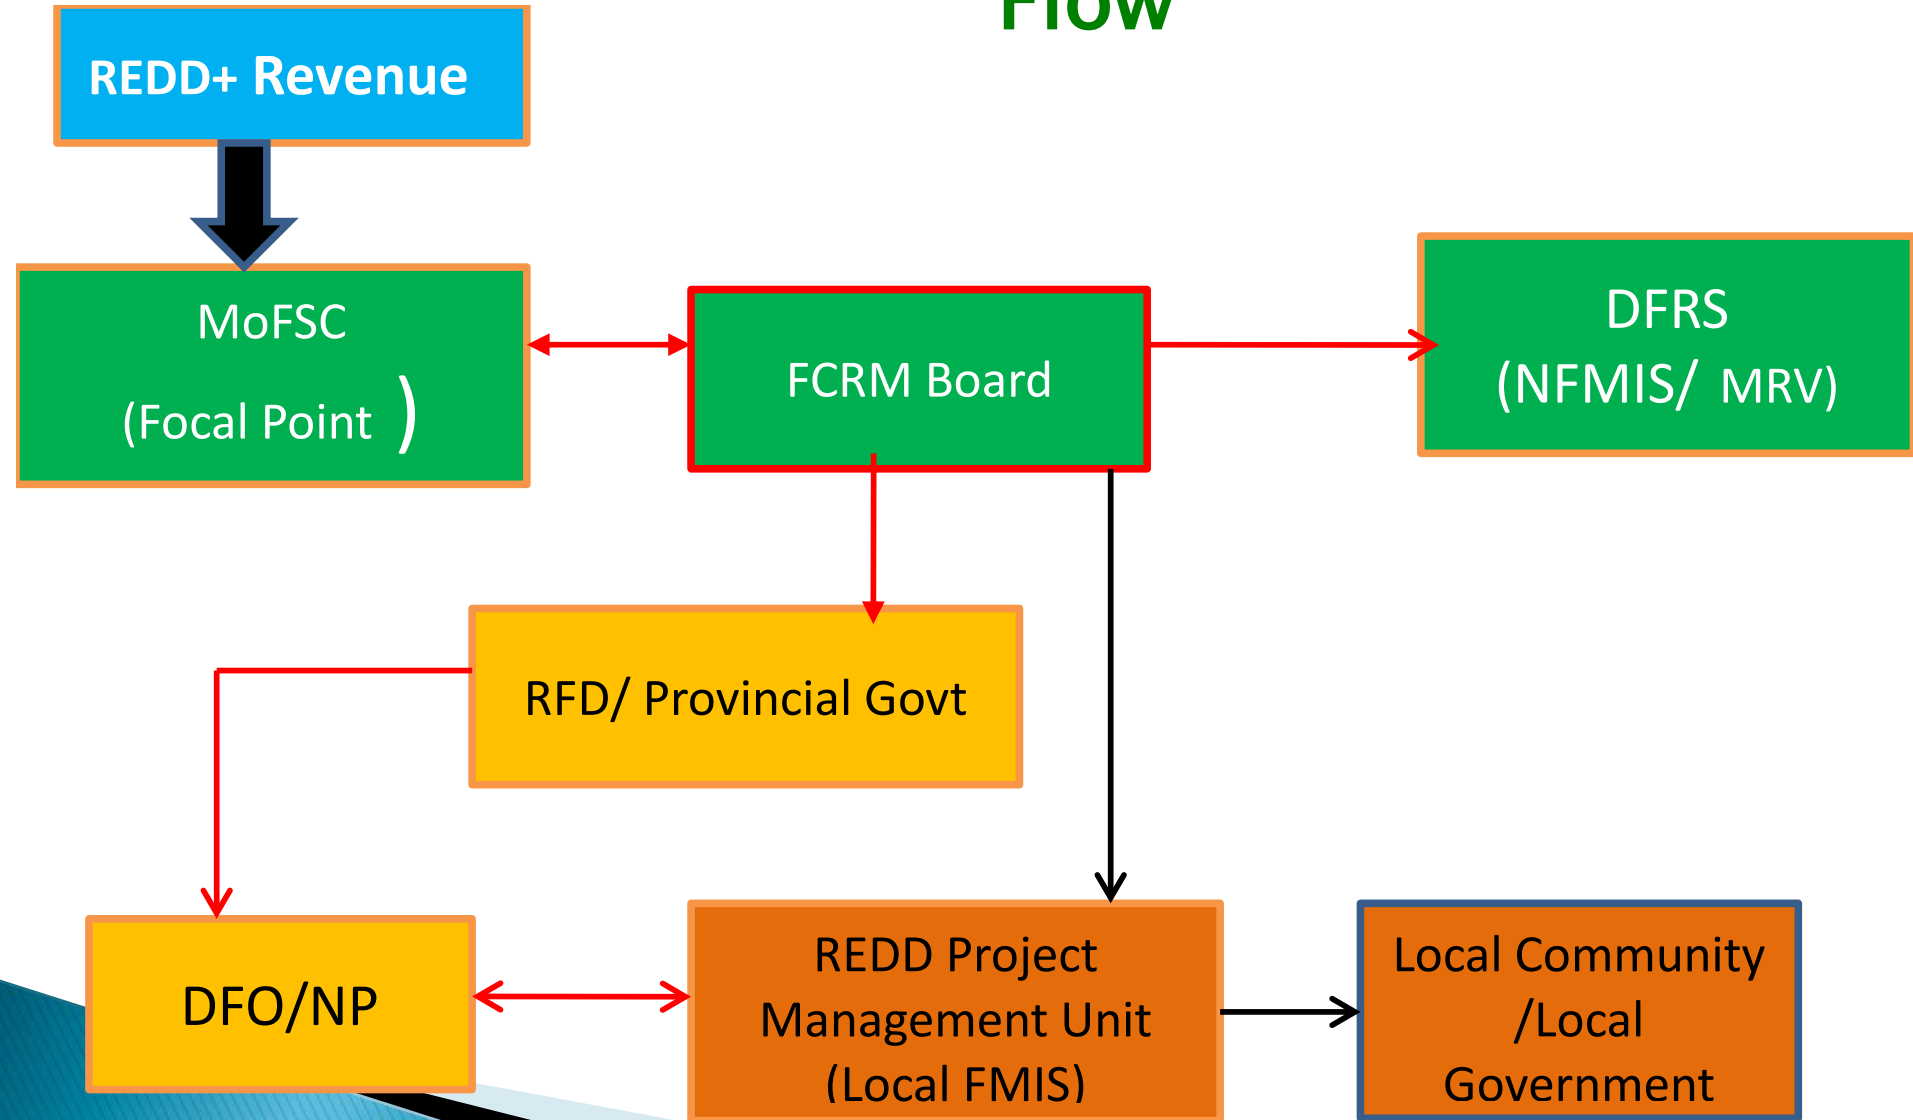 Flow
REDD+ Revenue
MoFSC
(Focal Point )
FCRM Board
DFRS
(NFMIS/ MRV)
RFD/ Provincial Govt
DFO/NP
REDD Project
Management Unit
(Local FMIS)
Local Community
/Local
Government